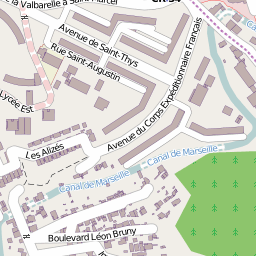 la Valbarelle à Saint-Marcel
Avenue de Saint-Thys
Rue Saint-Augustin
Lycée Est
Avenue du Corps Expéditionnaire Français
Les Alizés
Canal de Marseille
Canal de Marseille
Boulevard Léon Bruny